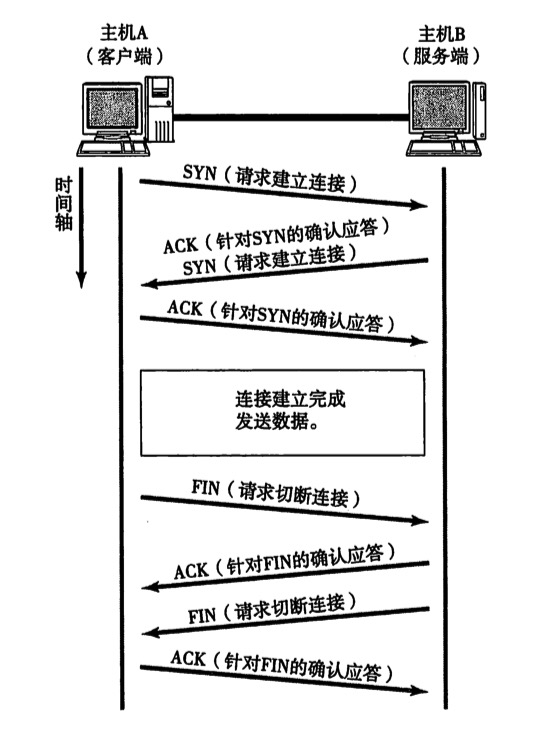 主机A
（客户端）
主机B
（服务端）
时间轴
SYN（请求建立连接）
ACK（针对SYN的确认应答）
SYN（请求建立连接）
ACK（针对SYN的确认应答）
连接建立完成
发送数据。
FIN（请求切断连接）
ACK（针对FIN的确认应答）
FIN（请求切断连接）
ACK（针对FIN的确认应答）